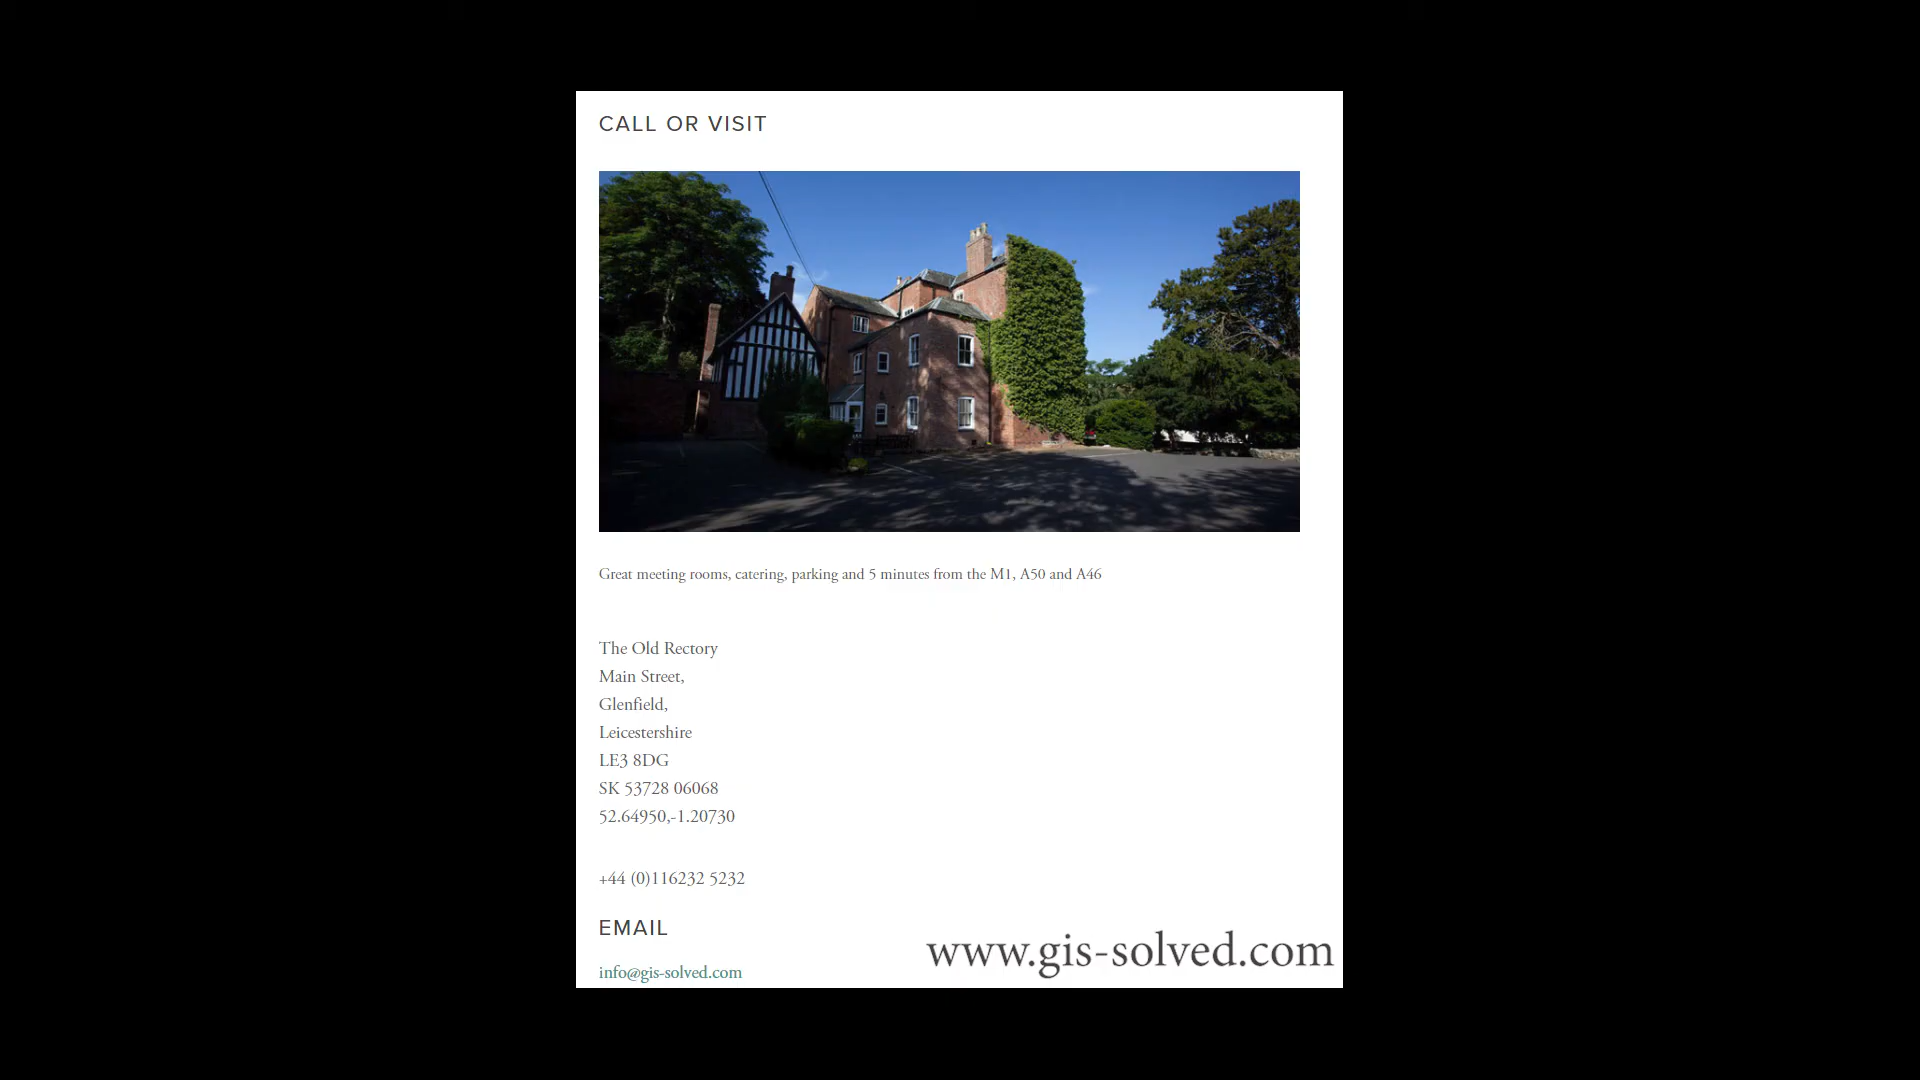 CALL OR VISIT
Great meeting rooms, catering, parking and 5 minutes from the M1, A50 and A46
The Old Rectory
Main Street,
Glenfield,
Leicestershire
LE3 8DG
SK 53728 06068
52.64950,-1.20730
+44 (0)116232 5232
EMAIL
info@gis-solved.com
www.gis-solved.com